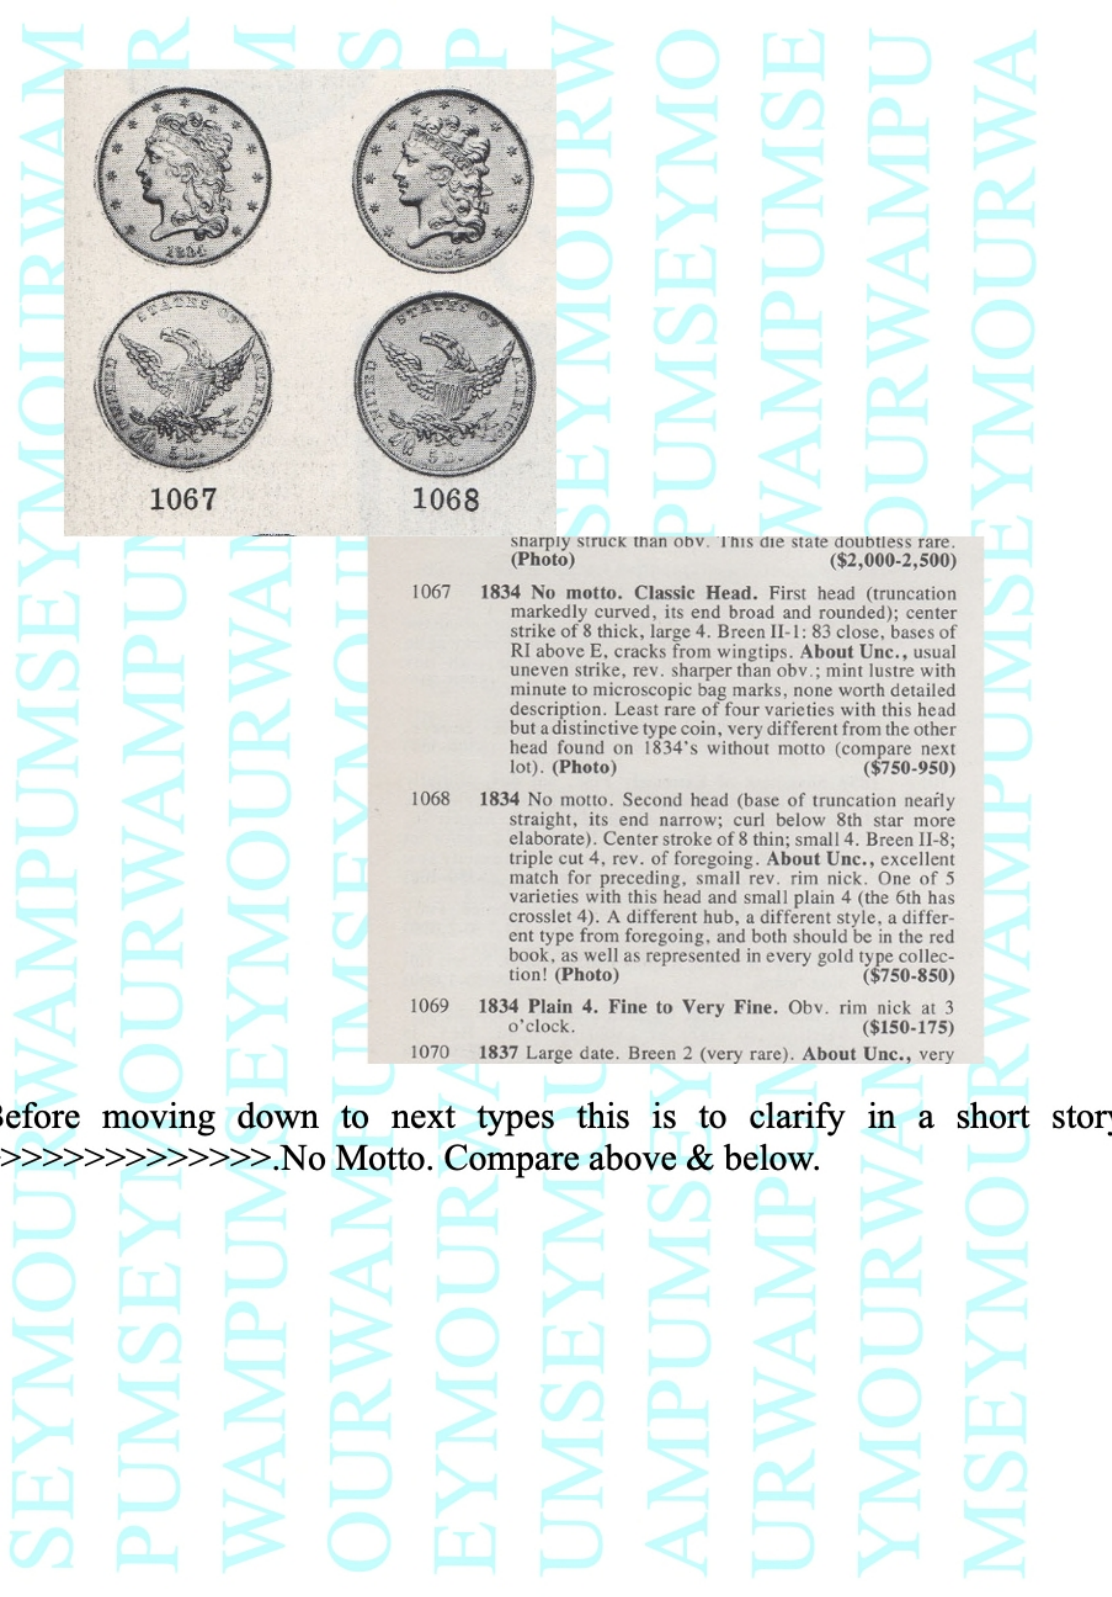 1067 1068
sharply struck than obv. This die state doubtless rare.
(Photo) ($2,000-2,500)
1067 1834 No motto. Classic Head. First head (truncation
markedly curved, its end broad and rounded); center
strike of 8 thick, large 4. Breen II-1: 83 close, bases of
RI above E, cracks from wingtips. About Unc., usual
uneven strike, rev. sharper than obv.; mint lustre with
minute to microscopic bag marks, none worth detailed
description. Least rare of four varieties with this head
but a distinctive type coin, very different from the other
head found on 1834's without motto (compare next
lot). (Photo) ($750-950)
1068 1834 No motto. Second head (base of truncation nearly
straight, its end narrow; curl below 8th star more
elaborate). Center stroke of 8 thin; small 4. Breen II-8;
triple cut 4, rev. of foregoing. About Unc., excellent
match for preceding, small rev. rim nick. One of 5
varieties with this head and small plain 4 (the 6th has
crosslet 4). A different hub, a different style, a differ-
ent type from foregoing, and both should be in the red
book, as well as represented in every gold type collec-
tion! (Photo) ($750-850)
1069 1834 Plain 4. Fine to Very Fine. Obv. rim nick at 3
o'clock. ($150-175)
1070 1837 Large date. Breen 2 (very rare). About Unc., very
Before moving down to next types this is to clarify in a short story
>>>>>>>>>>>>>.No Motto. Compare above & below.